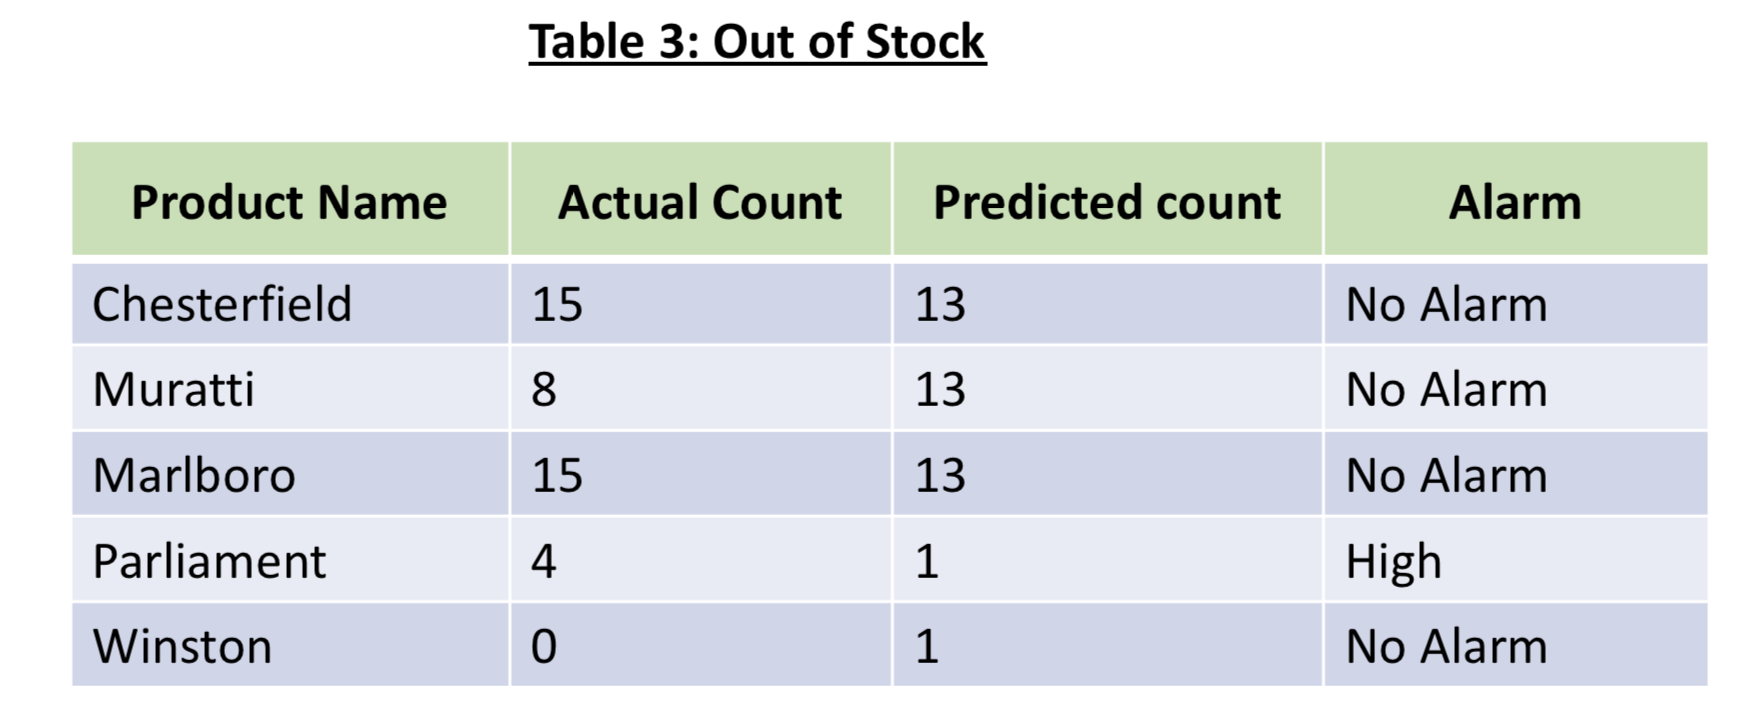 Table 3: Out of Stock
Product Name Actual Count Predicted count Alarm
Chesterfield 15 13 No Alarm
Muratti 8 13 No Alarm
Marlboro 15 13 No Alarm
Parliament 4 1 High
Winston 0 1 No Alarm